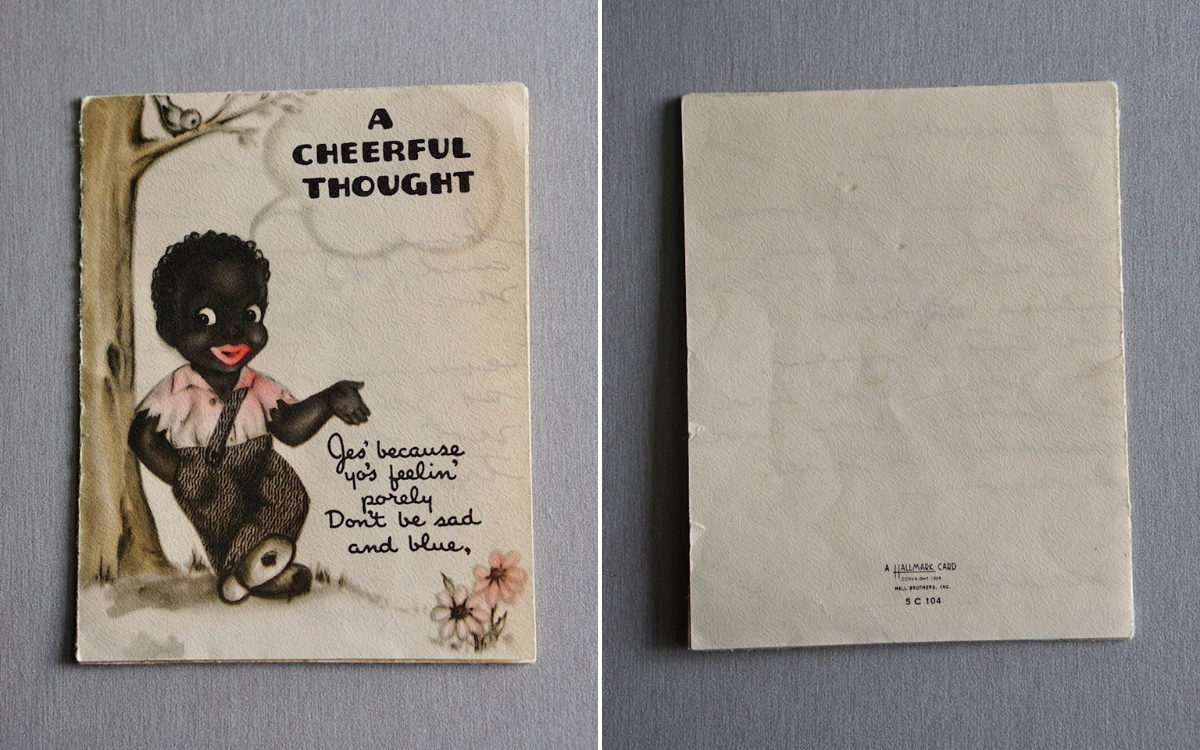 A
CHEERFUL
THOUGHT
Jes' because
yo's feelin'
porely
Don't be sad
and blue,
A HALLMARK CARD
COPYRIGHT
HALL BROTHERS, INC.
5 C 104